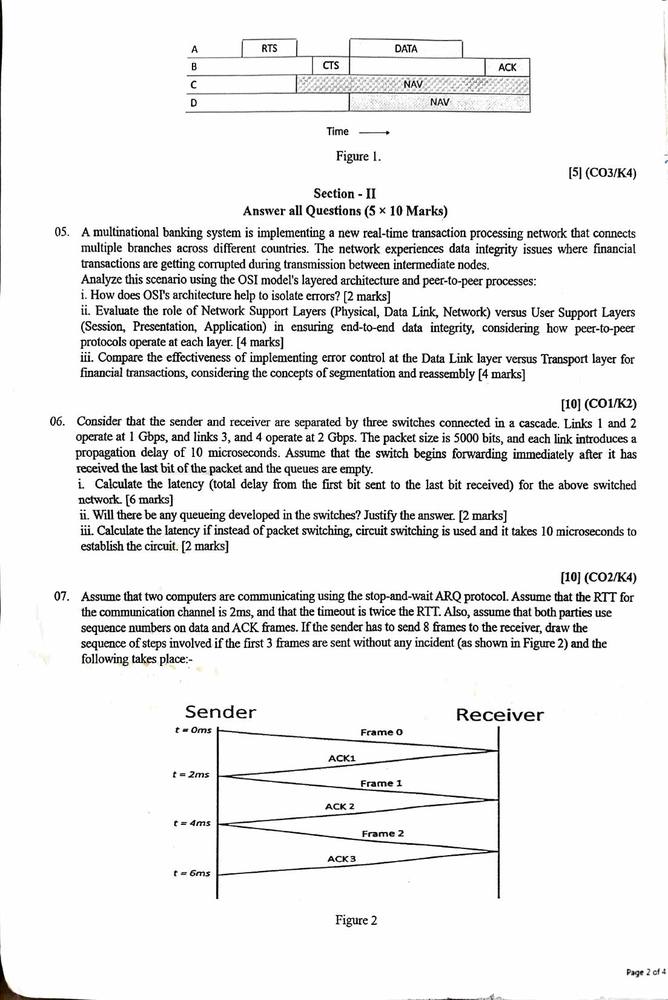 A RTS DATA
B CTS ACK
C NAV
D NAV
Time
Figure 1.
[5] (CO3/K4)
Section - II
Answer all Questions (5 × 10 Marks)
05. A multinational banking system is implementing a new real-time transaction processing network that connects
multiple branches across different countries. The network experiences data integrity issues where financial
transactions are getting corrupted during transmission between intermediate nodes.
Analyze this scenario using the OSI model's layered architecture and peer-to-peer processes:
i. How does OSI's architecture help to isolate errors? [2 marks]
ii. Evaluate the role of Network Support Layers (Physical, Data Link, Network) versus User Support Layers
(Session, Presentation, Application) in ensuring end-to-end data integrity, considering how peer-to-peer
protocols operate at each layer. [4 marks]
iii. Compare the effectiveness of implementing error control at the Data Link layer versus Transport layer for
financial transactions, considering the concepts of segmentation and reassembly [4 marks]
[10] (CO1/K2)
06. Consider that the sender and receiver are separated by three switches connected in a cascade. Links 1 and 2
operate at 1 Gbps, and links 3, and 4 operate at 2 Gbps. The packet size is 5000 bits, and each link introduces a
propagation delay of 10 microseconds. Assume that the switch begins forwarding immediately after it has
received the last bit of the packet and the queues are empty.
i. Calculate the latency (total delay from the first bit sent to the last bit received) for the above switched
network. [6 marks]
ii. Will there be any queueing developed in the switches? Justify the answer. [2 marks]
iii. Calculate the latency if instead of packet switching, circuit switching is used and it takes 10 microseconds to
establish the circuit. [2 marks]
[10] (CO2/K4)
07. Assume that two computers are communicating using the stop-and-wait ARQ protocol. Assume that the RTT for
the communication channel is 2ms, and that the timeout is twice the RTT. Also, assume that both parties use
sequence numbers on data and ACK frames. If the sender has to send 8 frames to the receiver, draw the
sequence of steps involved if the first 3 frames are sent without any incident (as shown in Figure 2) and the
following takes place:-
Sender Receiver
t = 0ms Frame 0
ACK1
t = 2ms
Frame 1
ACK 2
t = 4ms
Frame 2
ACK 3
t = 6ms
Figure 2
Page 2 of 4